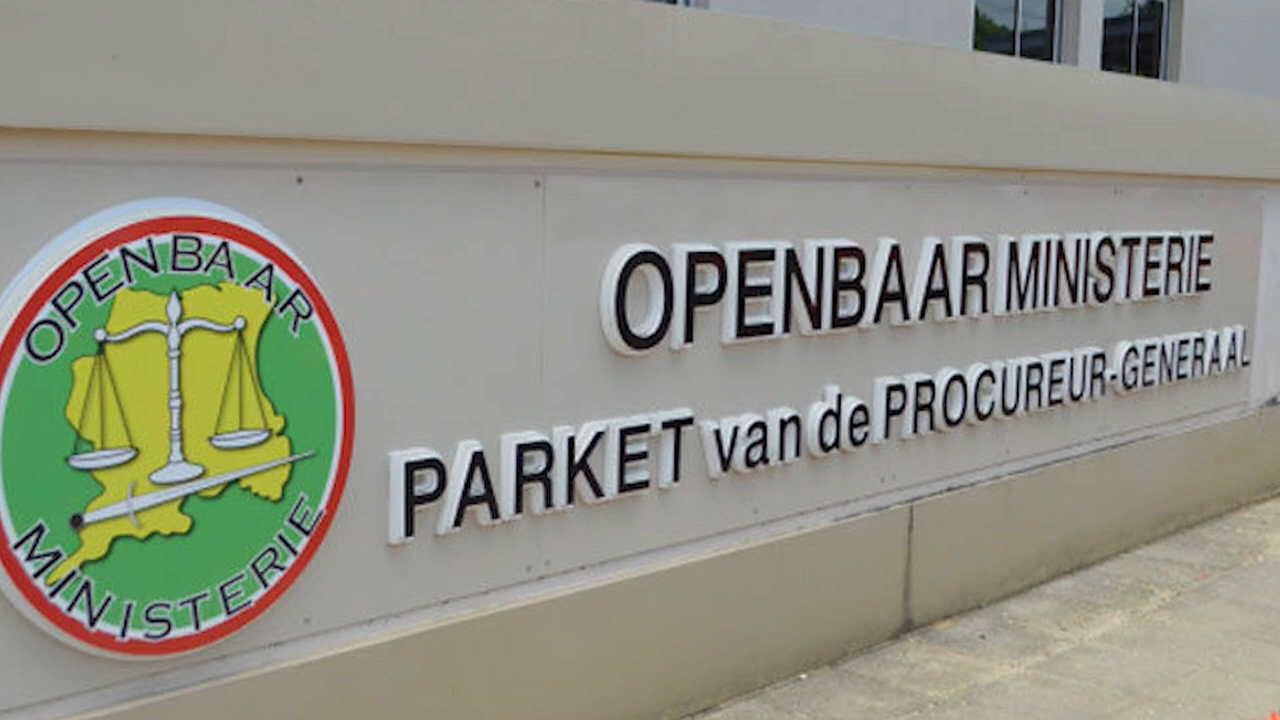 OPENBAAR
MINISTERIE
OPENBAAR MINISTERIE
PARKET van de PROCUREUR-GENERAAL